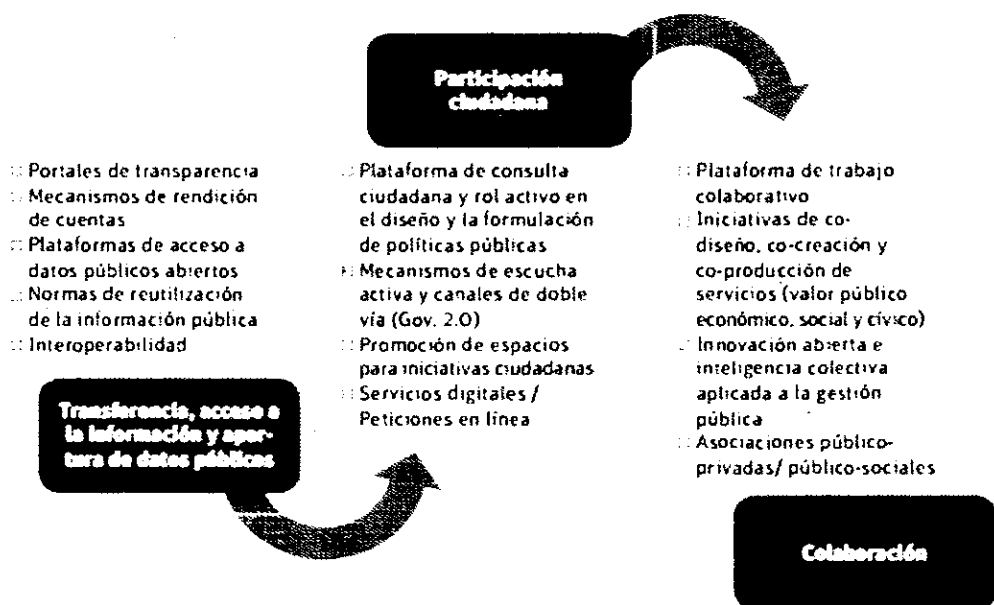 Portales de transparencia
Mecanismos de rendición
de cuentas
Plataformas de acceso a
datos públicos abiertos
Normas de reutilización
de la información pública
Interoperabilidad
Transferencia, acceso a
la información y aper-
tura de datos públicos
Participación
ciudadana
Plataforma de consulta
ciudadana y rol activo en
el diseño y la formulación
de políticas públicas
Mecanismos de escucha
activa y canales de doble
vía (Gov. 2.0)
Promoción de espacios
para iniciativas ciudadanas
Servicios digitales /
Peticiones en línea
Plataforma de trabajo
colaborativo
Iniciativas de co-
diseño, co-creación y
co-producción de
servicios (valor público
económico, social y cívico)
Innovación abierta e
inteligencia colectiva
aplicada a la gestión
pública
Asociaciones público-
privadas/ público-sociales
Colaboración